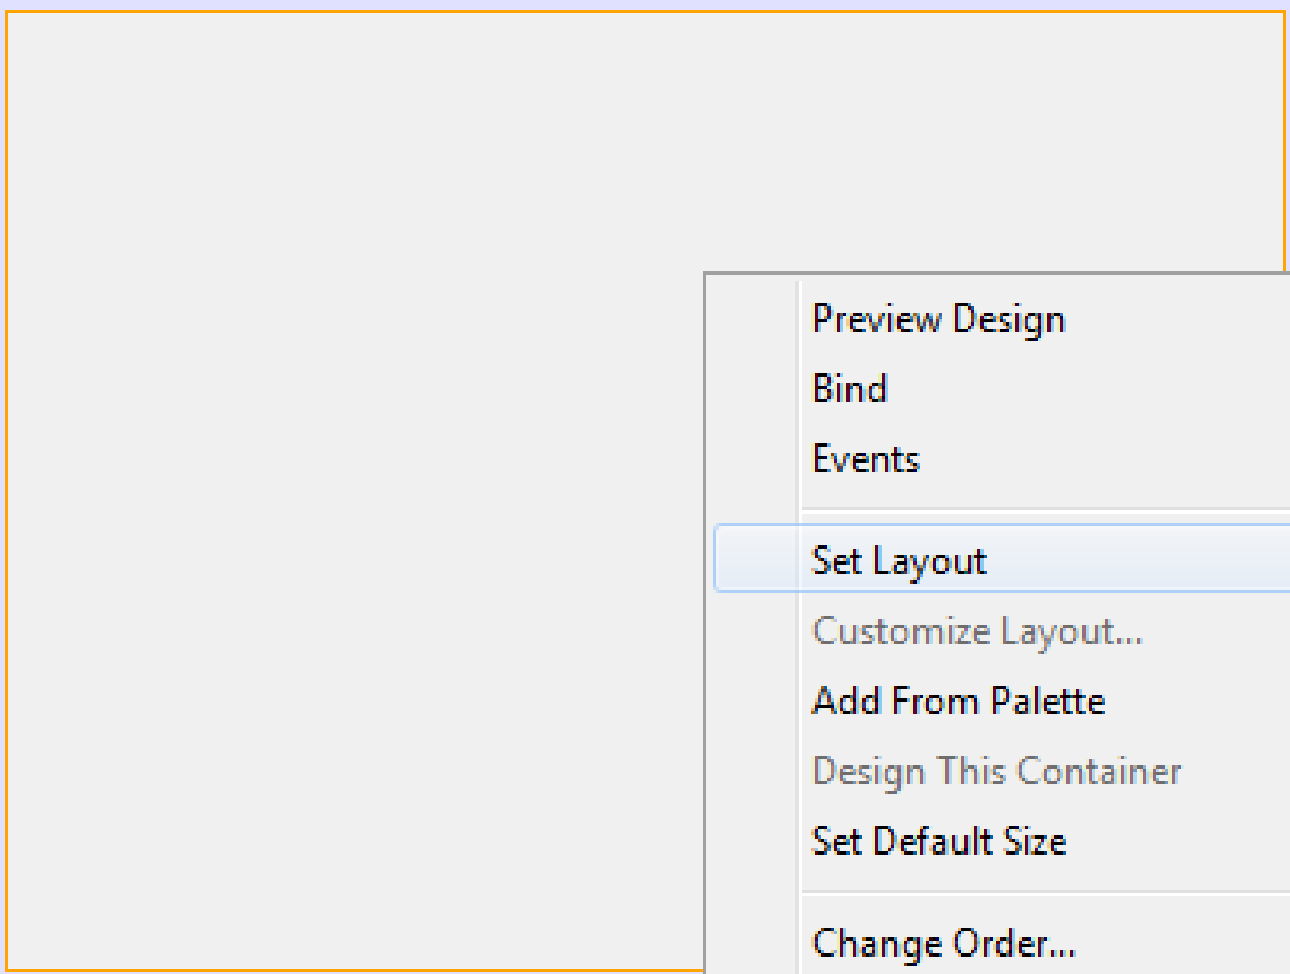 Preview Design
Bind
Events
Set Layout
Customize Layout...
Add From Palette
Design This Container
Set Default Size
Change Order...